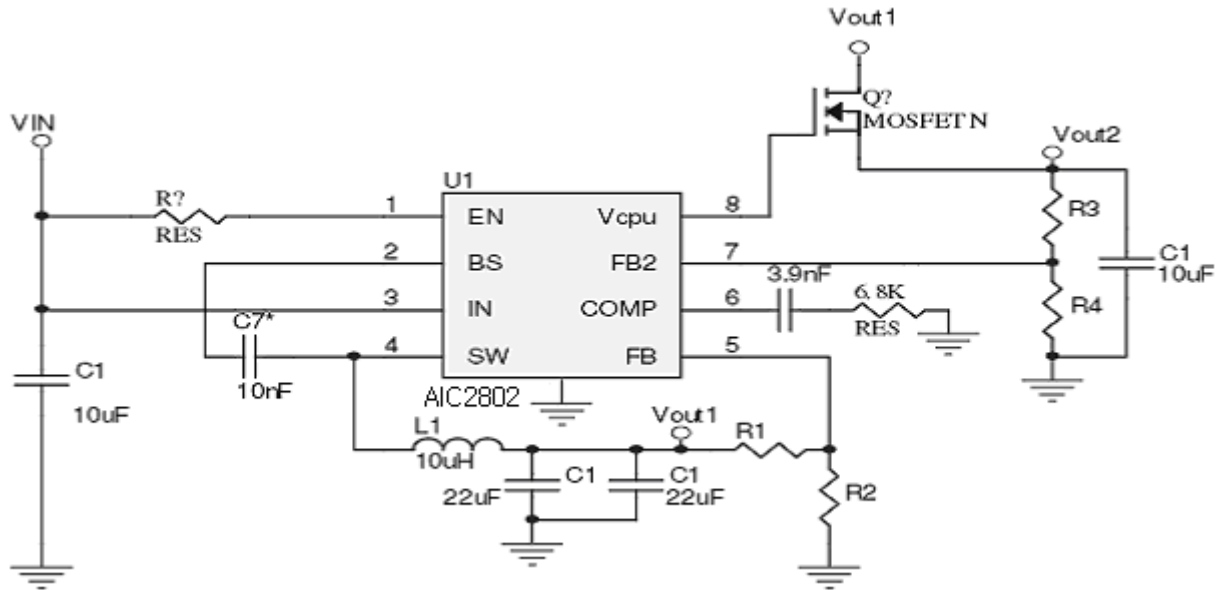 Vout1
Q?
MOSFET N
VIN
Vout2
U1
R?
RES
1
EN
Vcpu
8
R3
2
BS
FB2
7
3.9nF
C1
10uF
3
IN
COMP
6
6.8K
RES
R4
C7*
10nF
4
SW
FB
5
C1
10uF
AIC2802
L1
10uH
Vout1
R1
C1
22uF
C1
22uF
R2